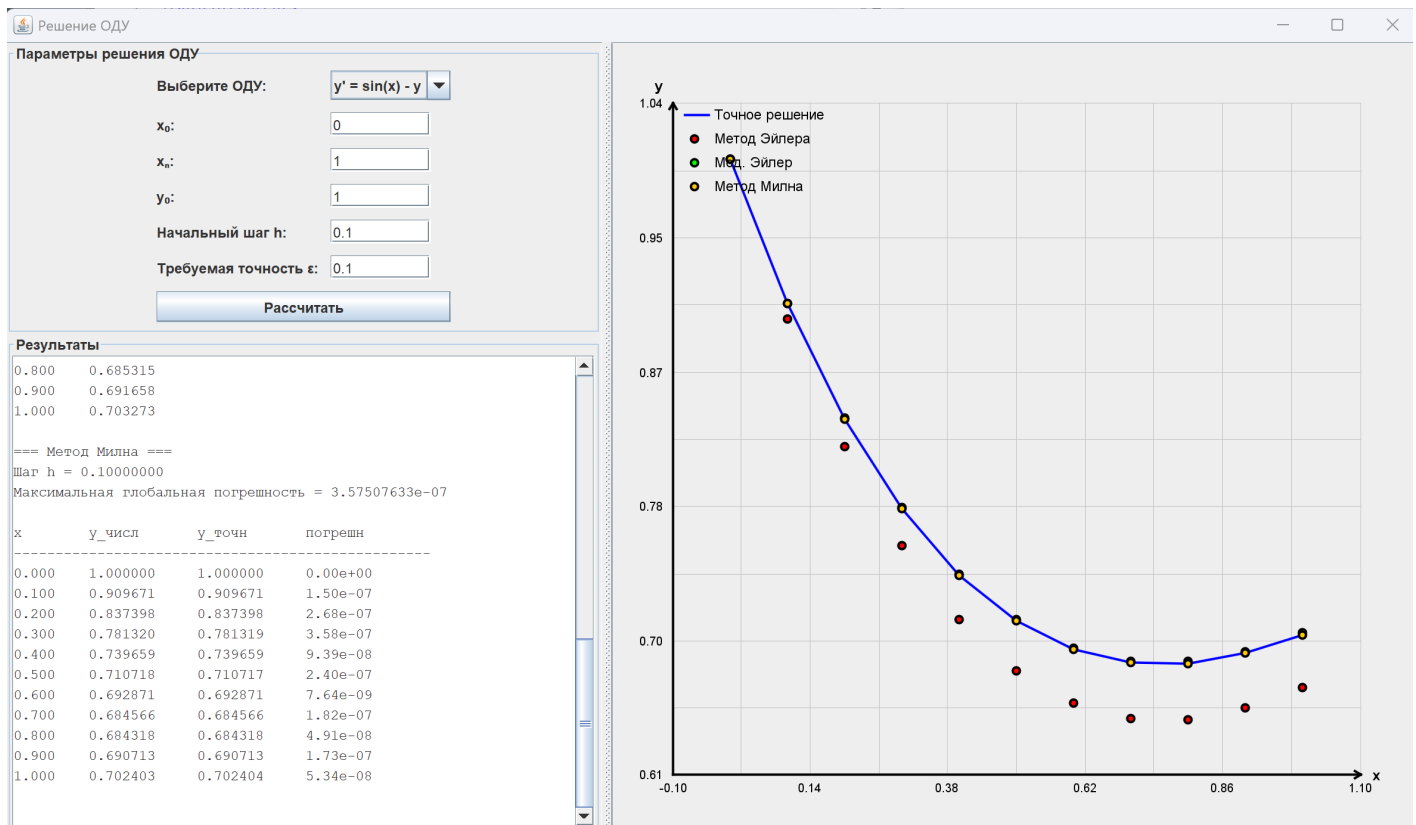 Решение ОДУ
Параметры решения ОДУ
Выберите ОДУ: y' = sin(x) - y
x₀: 0
xₙ: 1
y₀: 1
Начальный шаг h: 0.1
Требуемая точность ε: 0.1
Рассчитать
Результаты
0.800 0.685315
0.900 0.691658
1.000 0.703273
=== Метод Милна ===
Шаг h = 0.10000000
Максимальная глобальная погрешность = 3.57507633e-07
x y_числ y_точн погрешн
----------------------------------------------------
0.000 1.000000 1.000000 0.00e+00
0.100 0.909671 0.909671 1.50e-07
0.200 0.837398 0.837398 2.68e-07
0.300 0.781320 0.781319 3.58e-07
0.400 0.739659 0.739659 9.39e-08
0.500 0.710718 0.710717 2.40e-07
0.600 0.692871 0.692871 7.64e-09
0.700 0.684566 0.684566 1.82e-07
0.800 0.684318 0.684318 4.91e-08
0.900 0.690713 0.690713 1.73e-07
1.000 0.702403 0.702404 5.34e-08
y
1.04
0.95
0.87
0.78
0.70
0.61
Точное решение
Метод Эйлера
Мод. Эйлер
Метод Милна
-0.10 0.14 0.38 0.62 0.86 1.10
x